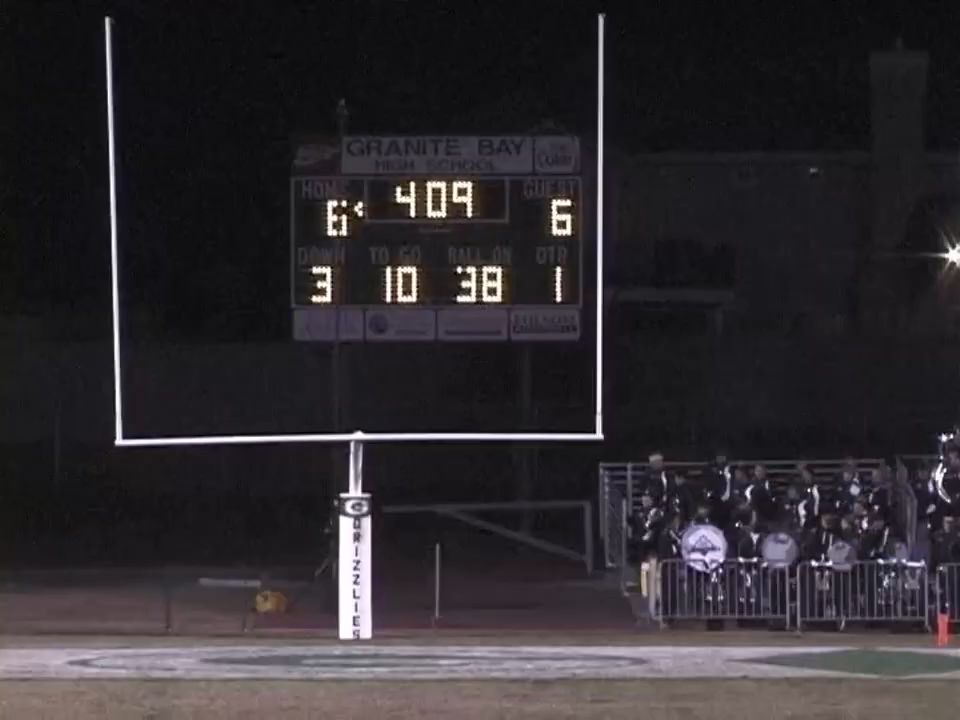 GRANITE BAY
HIGH SCHOOL
Coke
HOME 409 GUEST
6 6
DOWN TO GO BALL ON QTR
3 10 38 1
G
GRIZZLIES